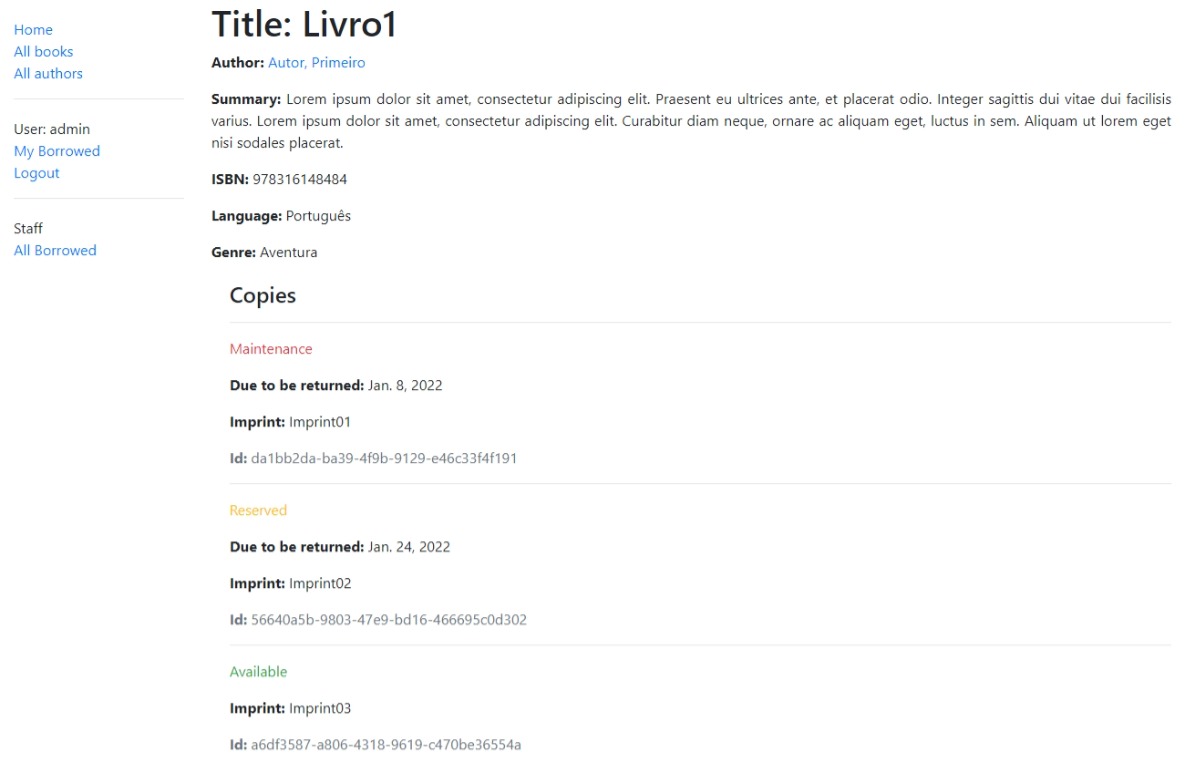 Home
All books
All authors
User: admin
My Borrowed
Logout
Staff
All Borrowed
Title: Livro1
Author: Autor, Primeiro
Summary: Lorem ipsum dolor sit amet, consectetur adipiscing elit. Praesent eu ultrices ante, et placerat odio. Integer sagittis dui vitae dui facilisis
varius. Lorem ipsum dolor sit amet, consectetur adipiscing elit. Curabitur diam neque, ornare ac aliquam eget, luctus in sem. Aliquam ut lorem eget
nisi sodales placerat.
ISBN: 978316148484
Language: Português
Genre: Aventura
Copies
Maintenance
Due to be returned: Jan. 8, 2022
Imprint: Imprint01
Id: da1bb2da-ba39-4f9b-9129-e46c33f4f191
Reserved
Due to be returned: Jan. 24, 2022
Imprint: Imprint02
Id: 56640a5b-9803-47e9-bd16-466695c0d302
Available
Imprint: Imprint03
Id: a6df3587-a806-4318-9619-c470be36554a